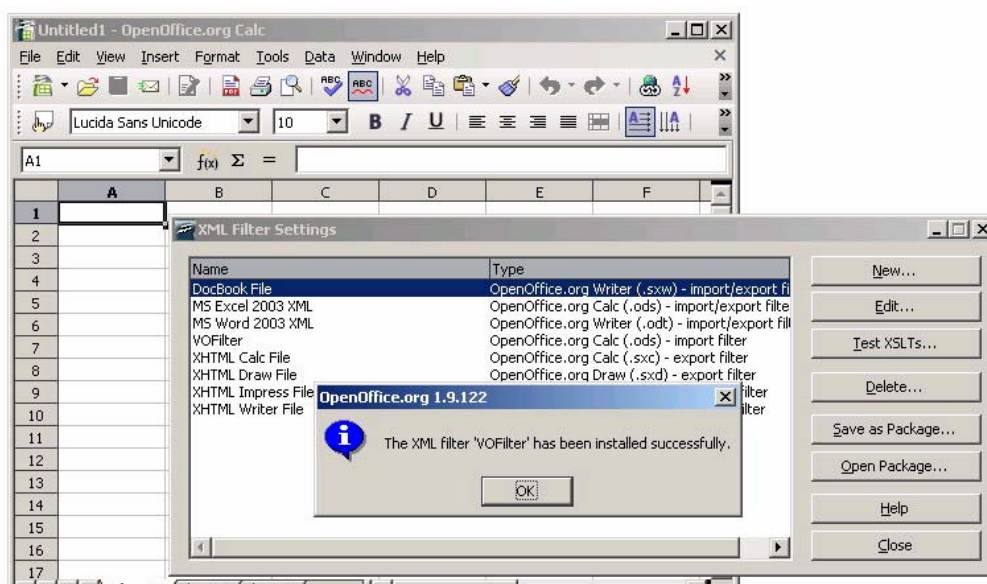 Untitled1 - OpenOffice.org Calc
File Edit View Insert Format Tools Data Window Help
ABC ABC
Lucida Sans Unicode 10 B I U A A
A1 f(x) Σ =
A B C D E F
1
2
3
4
5
6
7
8
9
10
11
12
13
14
15
16
17
XML Filter Settings
Name Type
DocBook File OpenOffice.org Writer (.sxw) - import/export fi
MS Excel 2003 XML OpenOffice.org Calc (.ods) - import/export filte
MS Word 2003 XML OpenOffice.org Writer (.odt) - import/export fil
VOFilter OpenOffice.org Calc (.ods) - import filter
XHTML Calc File OpenOffice.org Calc (.sxc) - export filter
XHTML Draw File OpenOffice.org Draw (.sxd) - export filter
XHTML Impress File ilter
XHTML Writer File ilter
New...
Edit...
Test XSLTs...
Delete...
Save as Package...
Open Package...
Help
Close
OpenOffice.org 1.9.122
The XML filter 'VOFilter' has been installed successfully.
OK